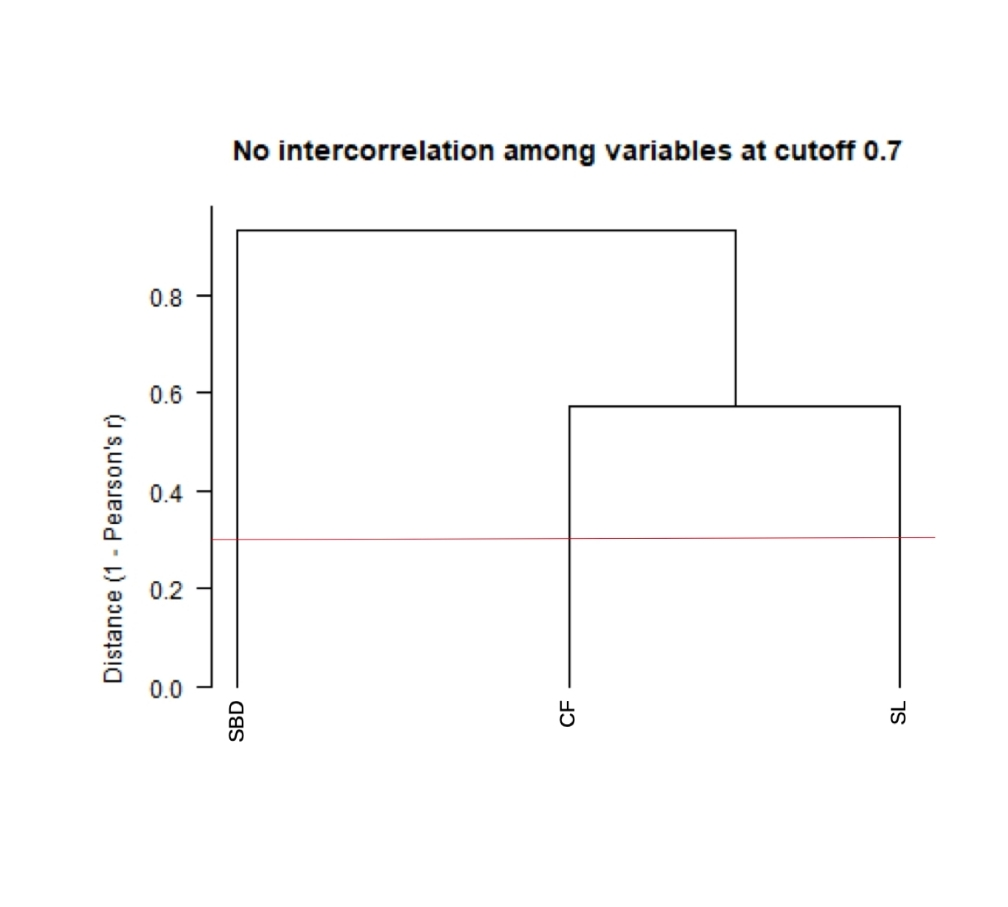 No intercorrelation among variables at cutoff 0.7
Distance (1 - Pearson's r)
0.8
0.6
0.4
0.2
0.0
SBD
CF
SL